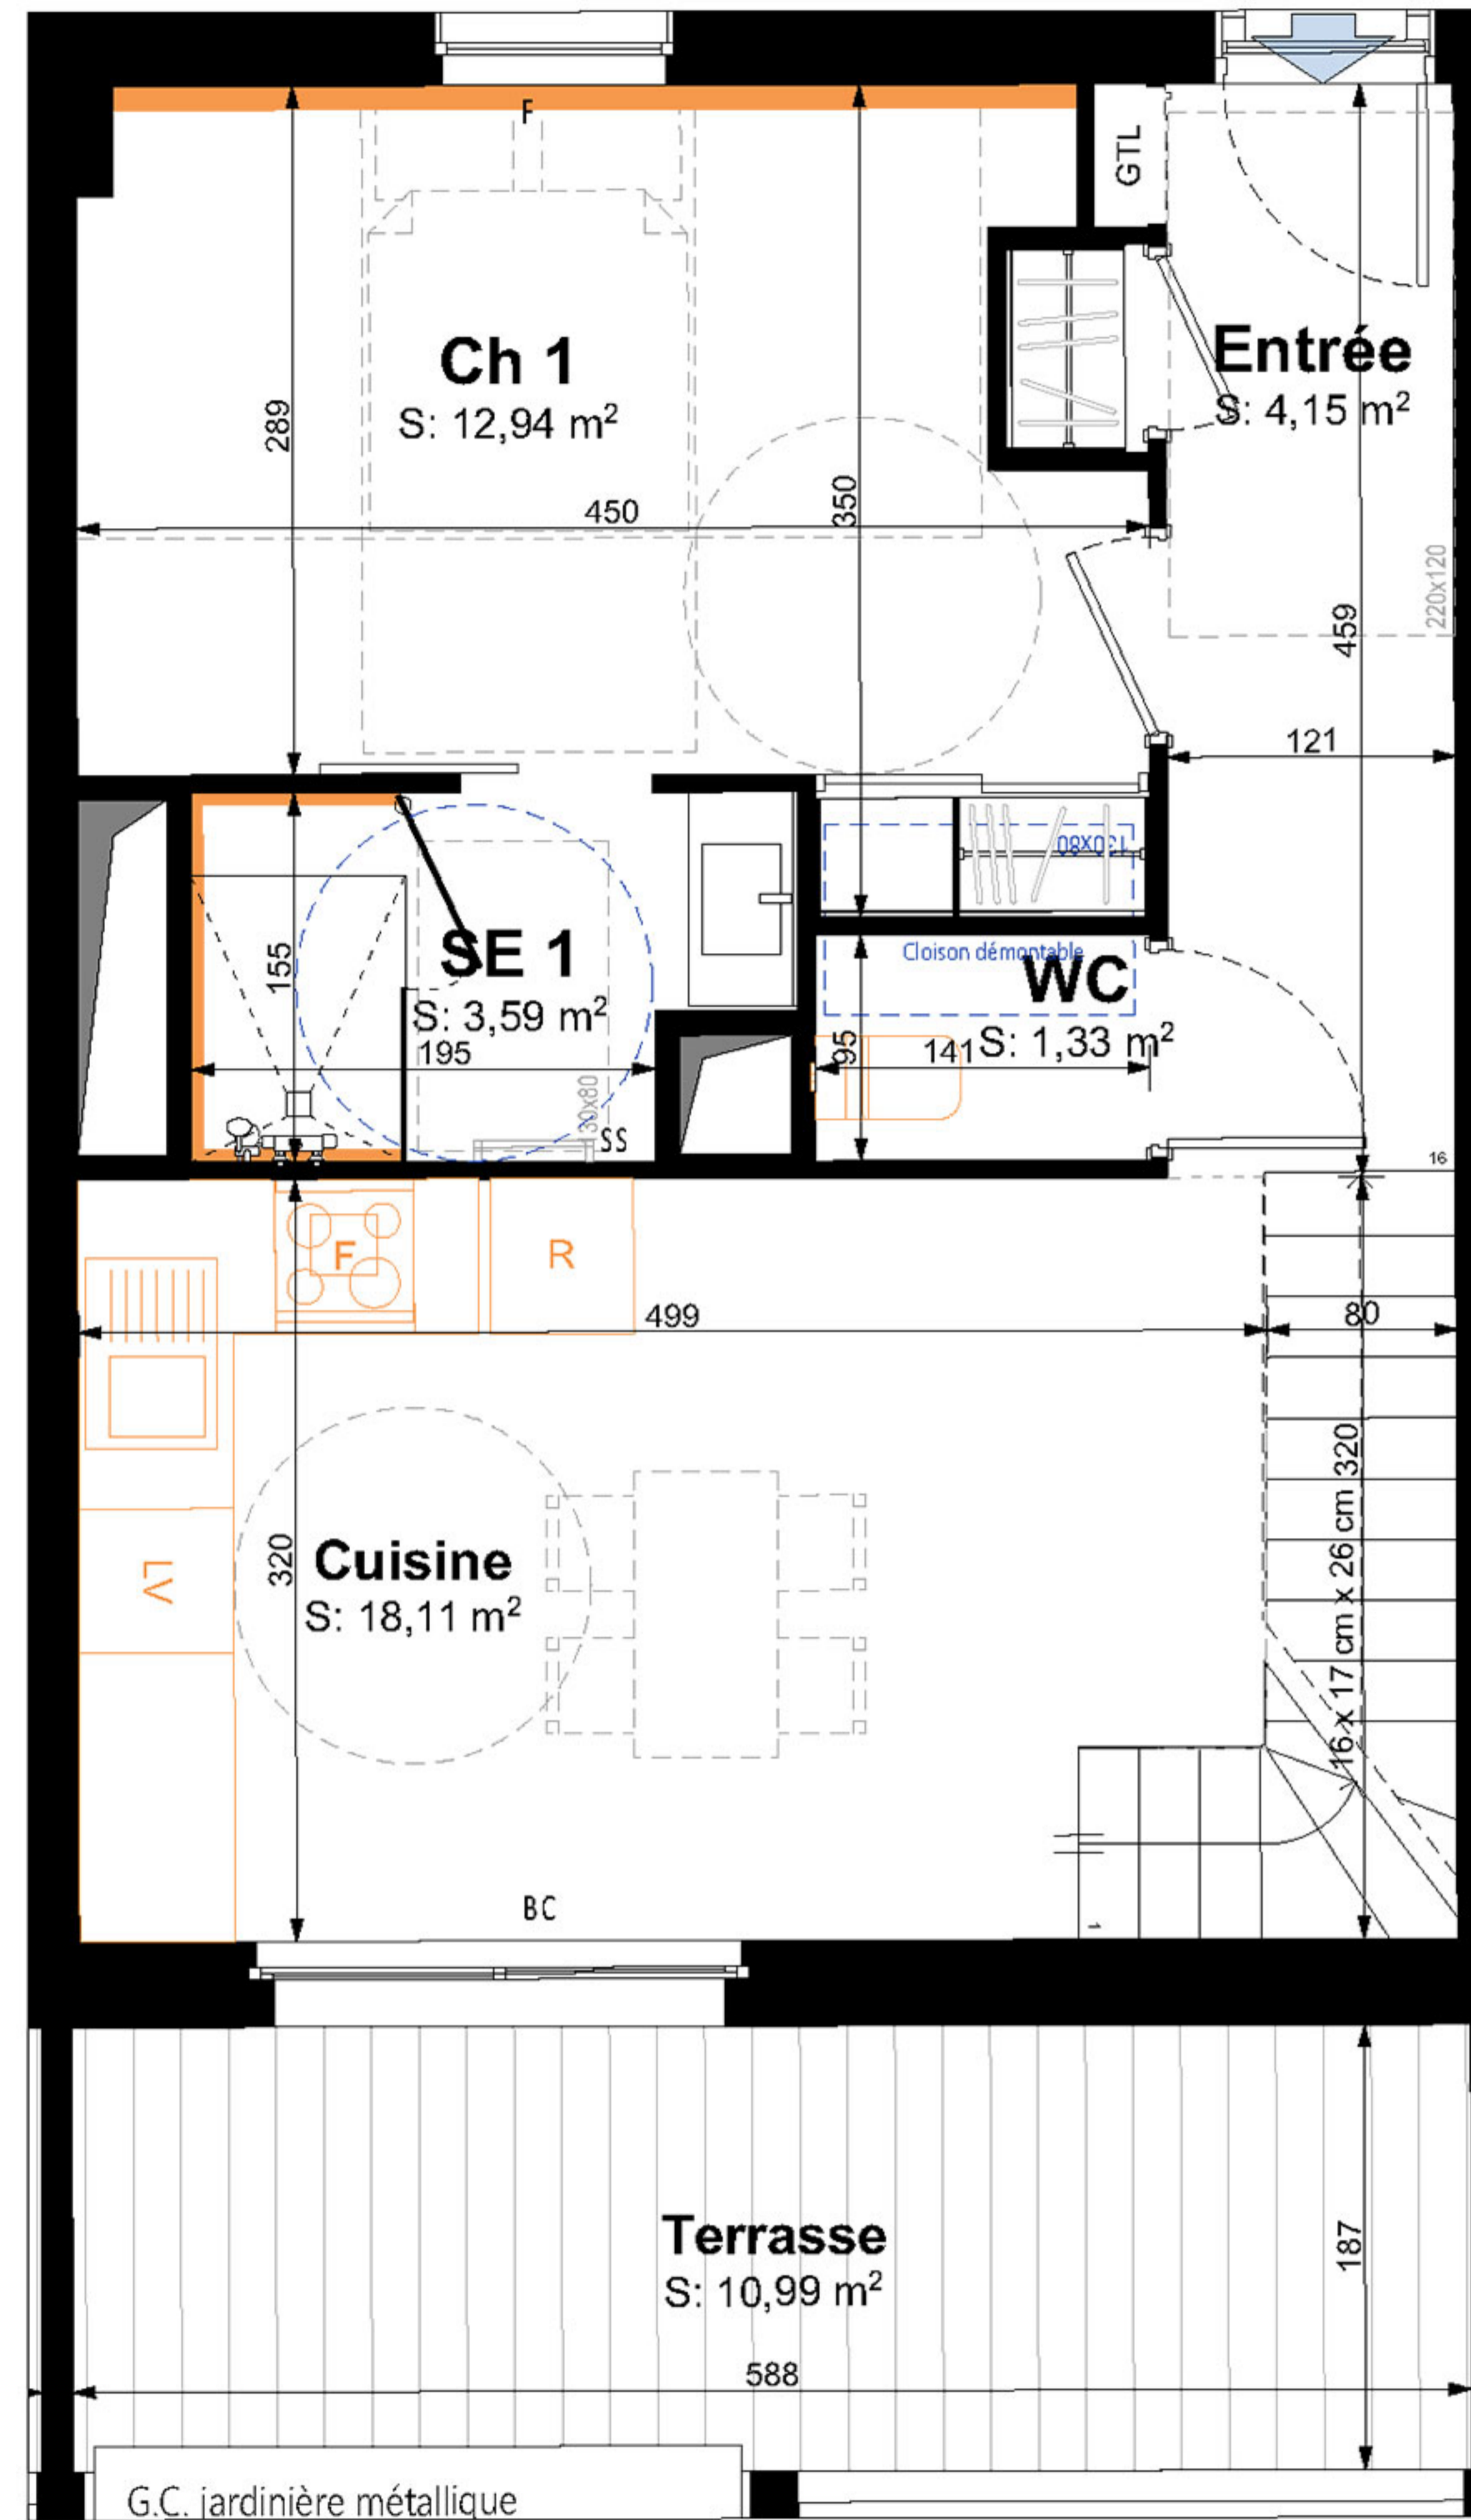 F
GTL
Ch 1
S: 12,94 m²
Entrée
S: 4,15 m²
289
450
350
220x120
459
121
130x80
155
SE 1
S: 3,59 m²
195
130x80
SS
Cloison démontable
WC
S: 1,33 m²
95
141
16
F
R
499
80
LV
320
Cuisine
S: 18,11 m²
16 x 17 cm x 26 cm 320
BC
1
Terrasse
S: 10,99 m²
187
588
G.C. jardinière métallique